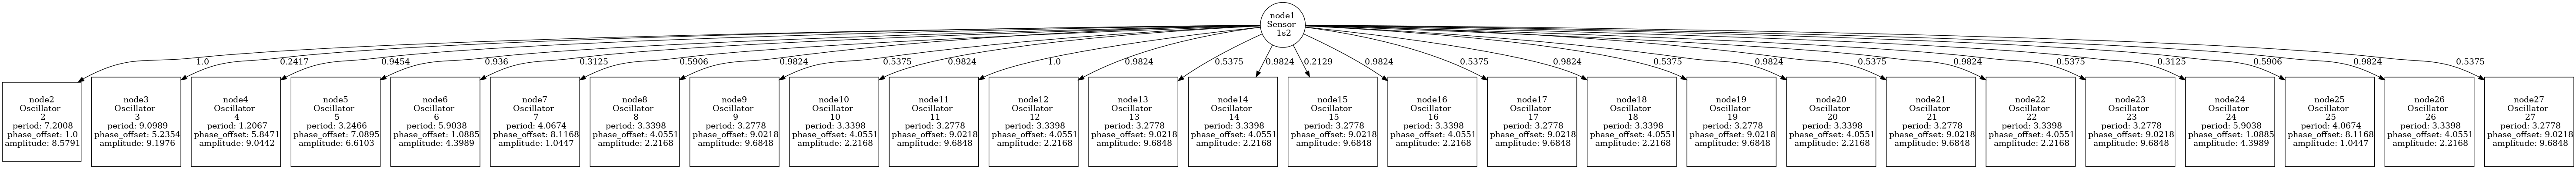 node1
Sensor
1s2
-1.0
0.2417
-0.9454
0.936
-0.3125
0.5906
0.9824
-0.5375
0.9824
-1.0
0.9824
-0.5375
0.9824
0.2129
0.9824
-0.5375
0.9824
-0.5375
0.9824
-0.5375
0.9824
-0.5375
-0.3125
0.5906
0.9824
-0.5375
node2
Oscillator
2
period: 7.2008
phase_offset: 1.0
amplitude: 8.5791
node3
Oscillator
3
period: 9.0989
phase_offset: 5.2354
amplitude: 9.1976
node4
Oscillator
4
period: 1.2067
phase_offset: 5.8471
amplitude: 9.0442
node5
Oscillator
5
period: 3.2466
phase_offset: 7.0895
amplitude: 6.6103
node6
Oscillator
6
period: 5.9038
phase_offset: 1.0885
amplitude: 4.3989
node7
Oscillator
7
period: 4.0674
phase_offset: 8.1168
amplitude: 1.0447
node8
Oscillator
8
period: 3.3398
phase_offset: 4.0551
amplitude: 2.2168
node9
Oscillator
9
period: 3.2778
phase_offset: 9.0218
amplitude: 9.6848
node10
Oscillator
10
period: 3.3398
phase_offset: 4.0551
amplitude: 2.2168
node11
Oscillator
11
period: 3.2778
phase_offset: 9.0218
amplitude: 9.6848
node12
Oscillator
12
period: 3.3398
phase_offset: 4.0551
amplitude: 2.2168
node13
Oscillator
13
period: 3.2778
phase_offset: 9.0218
amplitude: 9.6848
node14
Oscillator
14
period: 3.3398
phase_offset: 4.0551
amplitude: 2.2168
node15
Oscillator
15
period: 3.2778
phase_offset: 9.0218
amplitude: 9.6848
node16
Oscillator
16
period: 3.3398
phase_offset: 4.0551
amplitude: 2.2168
node17
Oscillator
17
period: 3.2778
phase_offset: 9.0218
amplitude: 9.6848
node18
Oscillator
18
period: 3.3398
phase_offset: 4.0551
amplitude: 2.2168
node19
Oscillator
19
period: 3.2778
phase_offset: 9.0218
amplitude: 9.6848
node20
Oscillator
20
period: 3.3398
phase_offset: 4.0551
amplitude: 2.2168
node21
Oscillator
21
period: 3.2778
phase_offset: 9.0218
amplitude: 9.6848
node22
Oscillator
22
period: 3.3398
phase_offset: 4.0551
amplitude: 2.2168
node23
Oscillator
23
period: 3.2778
phase_offset: 9.0218
amplitude: 9.6848
node24
Oscillator
24
period: 5.9038
phase_offset: 1.0885
amplitude: 4.3989
node25
Oscillator
25
period: 4.0674
phase_offset: 8.1168
amplitude: 1.0447
node26
Oscillator
26
period: 3.3398
phase_offset: 4.0551
amplitude: 2.2168
node27
Oscillator
27
period: 3.2778
phase_offset: 9.0218
amplitude: 9.6848